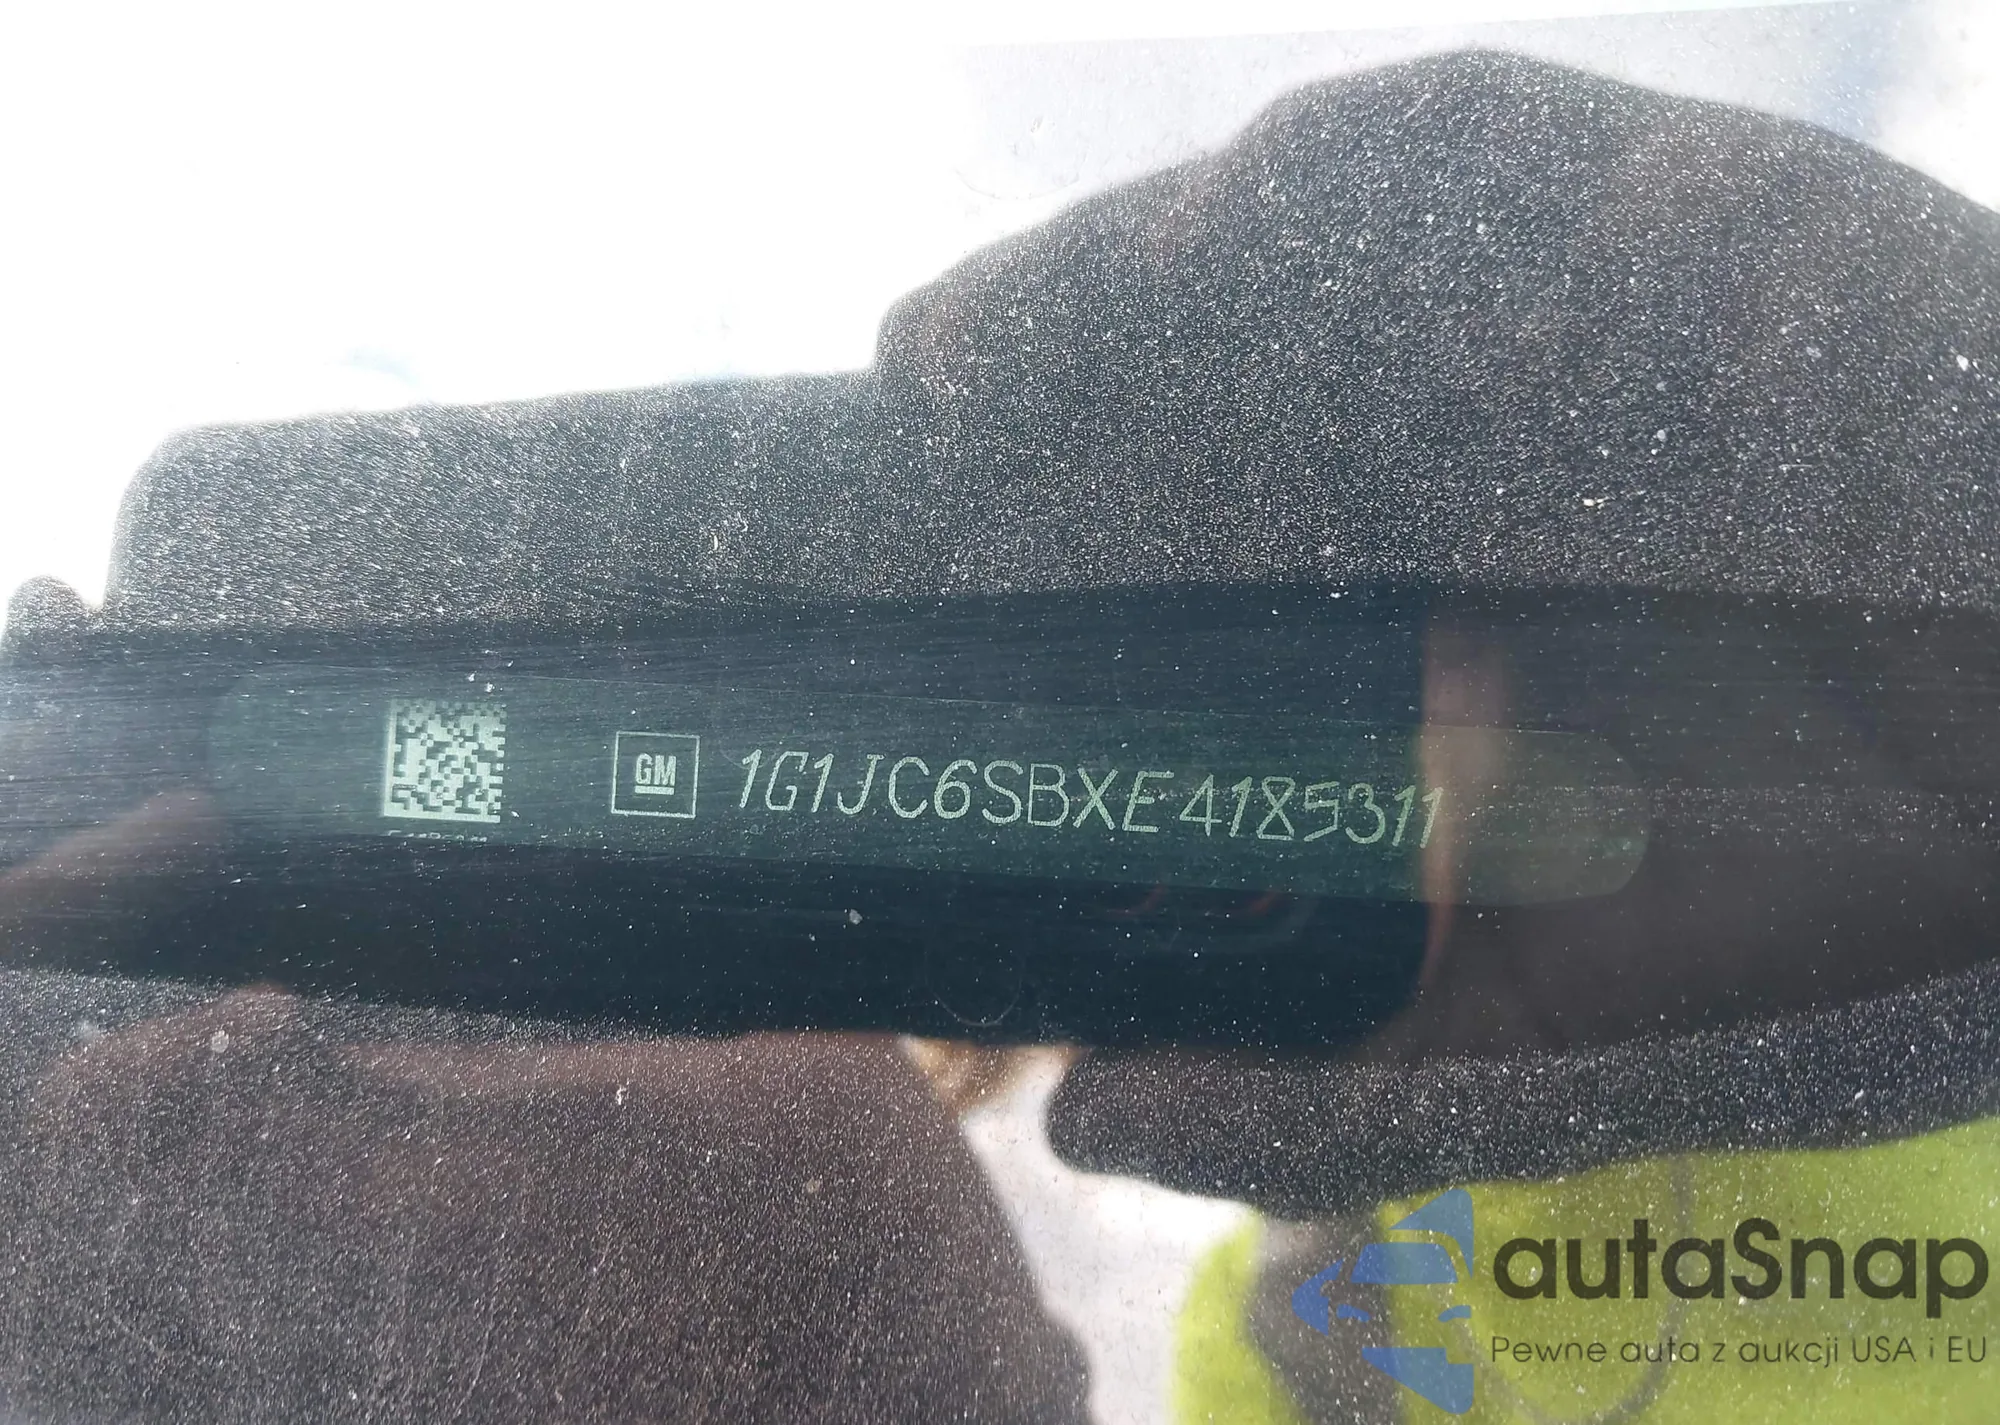 GM 1G1JC6SBXE4185311
autaSnap
Pewne auta z aukcji USA i EU